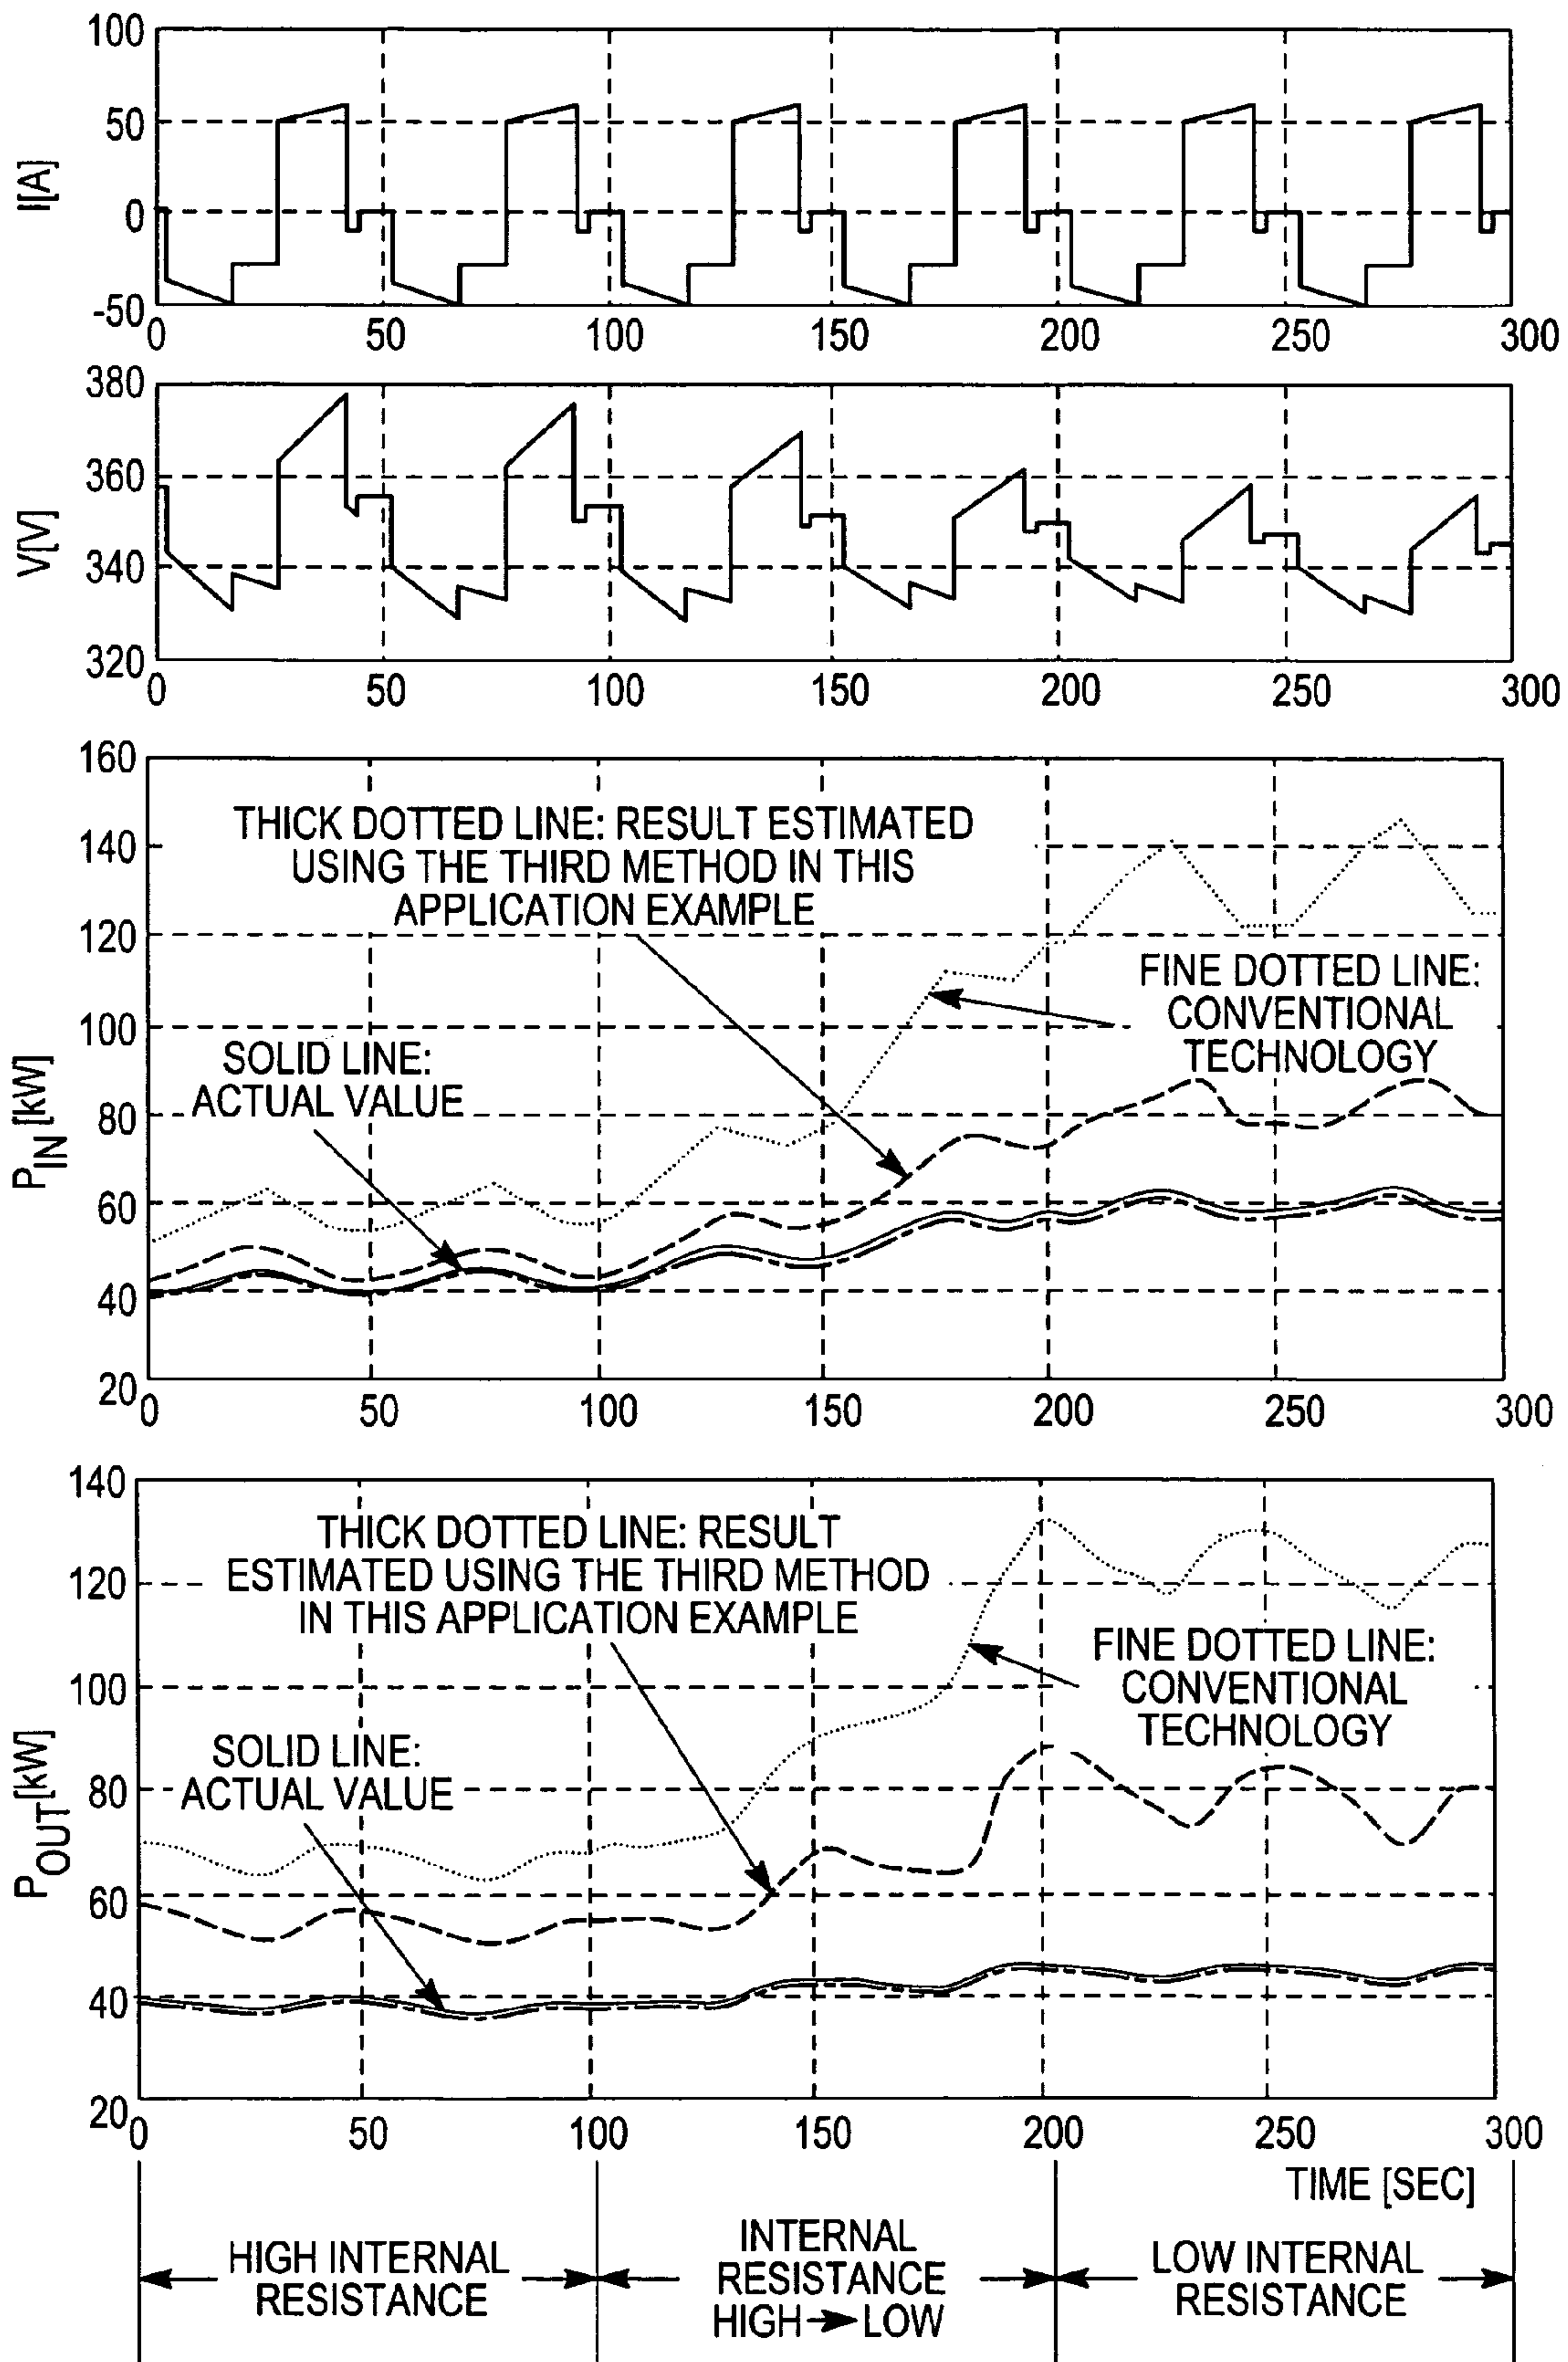 100
50
0
-50
I[A]
0 50 100 150 200 250 300
380
360
340
320
V[V]
0 50 100 150 200 250 300
160
140
120
100
80
60
40
20
P_IN [kW]
THICK DOTTED LINE: RESULT ESTIMATED
USING THE THIRD METHOD IN THIS
APPLICATION EXAMPLE
FINE DOTTED LINE:
CONVENTIONAL
TECHNOLOGY
SOLID LINE:
ACTUAL VALUE
0 50 100 150 200 250 300
140
120
100
80
60
40
20
P_OUT [kW]
THICK DOTTED LINE: RESULT
ESTIMATED USING THE THIRD METHOD
IN THIS APPLICATION EXAMPLE
FINE DOTTED LINE:
CONVENTIONAL
TECHNOLOGY
SOLID LINE:
ACTUAL VALUE
0 50 100 150 200 250 300
TIME [SEC]
HIGH INTERNAL
RESISTANCE
INTERNAL
RESISTANCE
HIGH→LOW
LOW INTERNAL
RESISTANCE